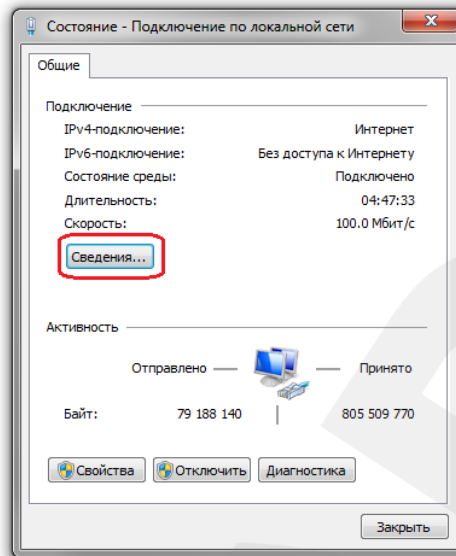 Состояние - Подключение по локальной сети
Общие
Подключение
IPv4-подключение: Интернет
IPv6-подключение: Без доступа к Интернету
Состояние среды: Подключено
Длительность: 04:47:33
Скорость: 100.0 Мбит/с
Сведения...
Активность
Отправлено — — Принято
Байт: 79 188 140 | 805 509 770
Свойства Отключить Диагностика
Закрыть